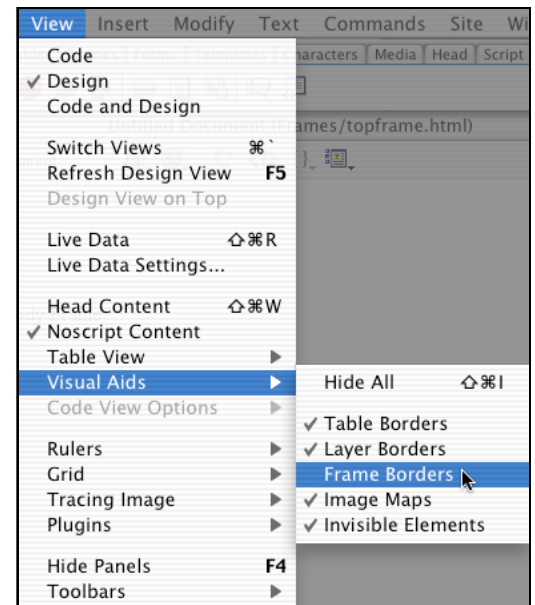 View Insert Modify Text Commands Site Wi
Code
✓ Design
Code and Design
Characters Media Head Script
Untitled Document (Frames/topframe.html)
Switch Views ⌘`
Refresh Design View F5
Design View on Top
Live Data ⇧⌘R
Live Data Settings...
Head Content ⇧⌘W
✓ Noscript Content
Table View ▶
Visual Aids ▶
Code View Options ▶
Rulers ▶
Grid ▶
Tracing Image ▶
Plugins ▶
Hide Panels F4
Toolbars ▶
Hide All ⇧⌘I
✓ Table Borders
✓ Layer Borders
Frame Borders
✓ Image Maps
✓ Invisible Elements